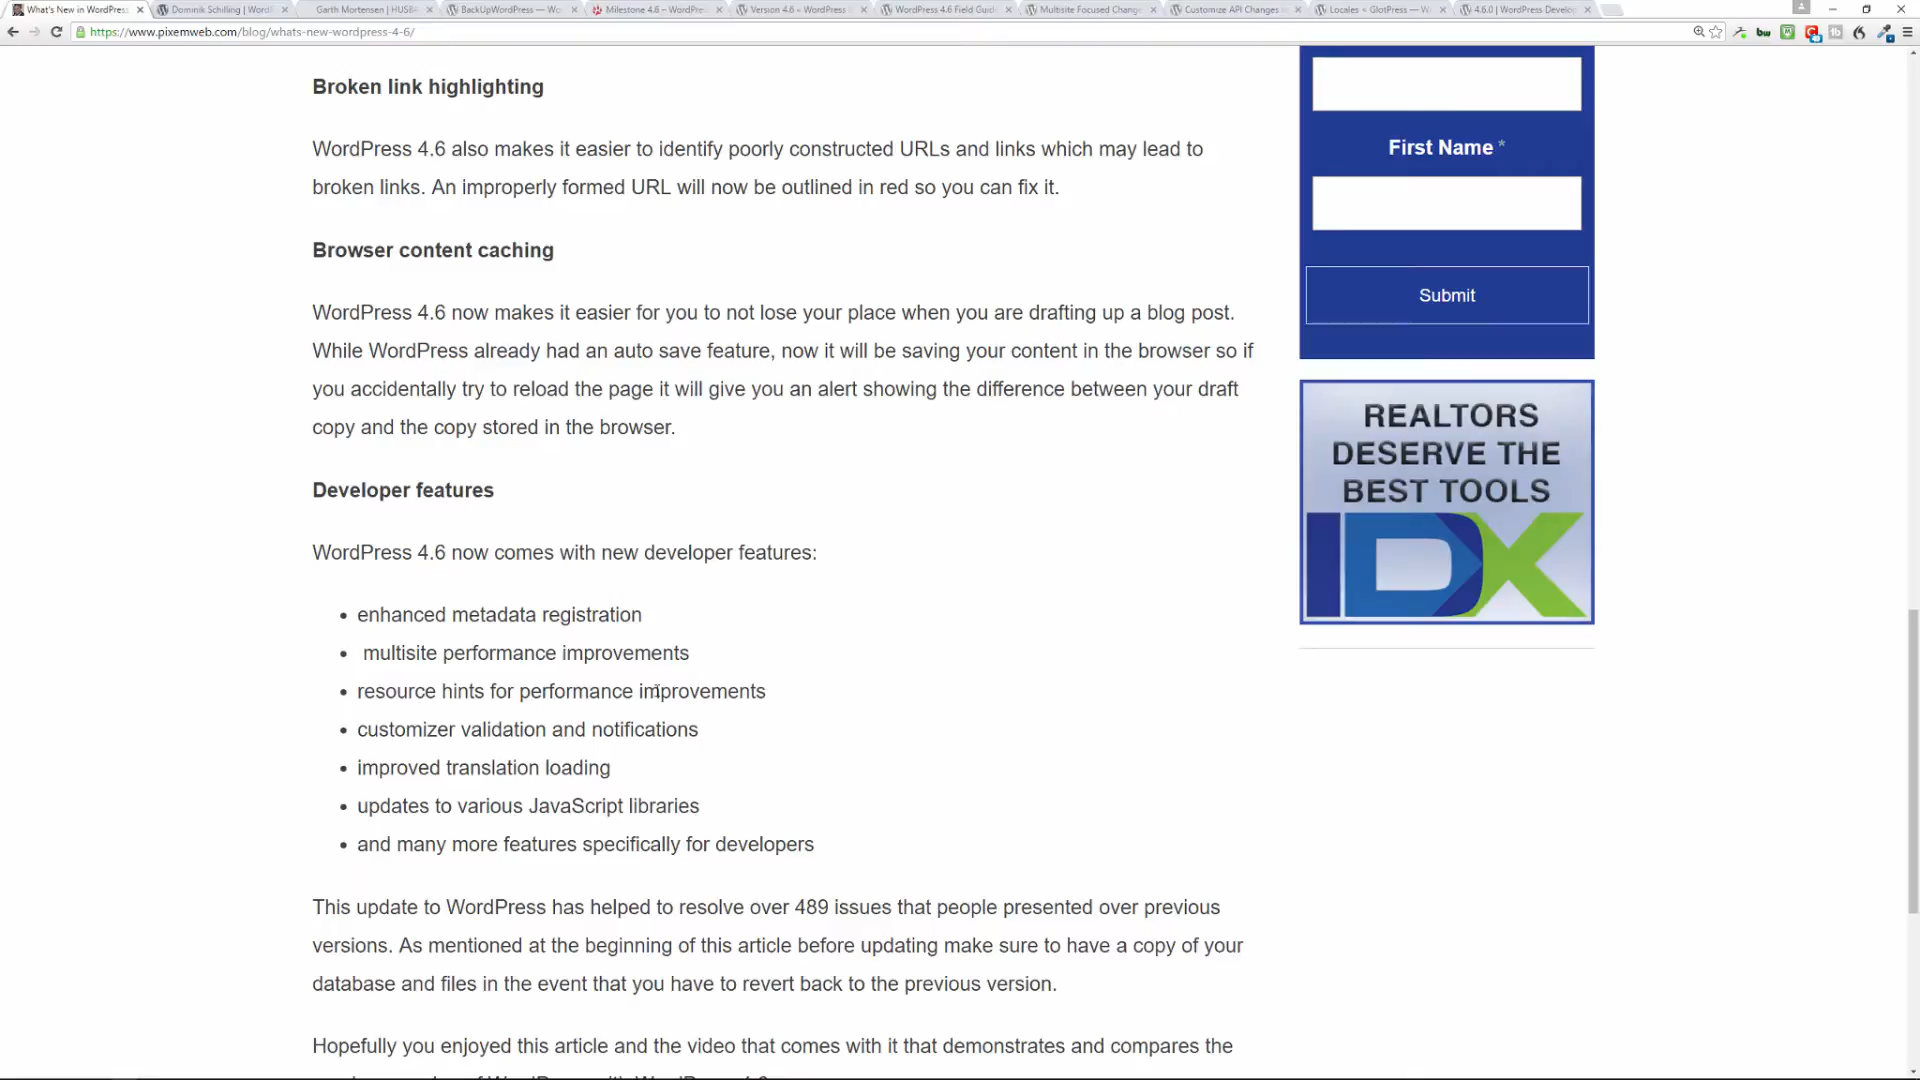 What's New in WordPress
Dominik Schilling | WordP
Garth Mortensen | HUSB
BackUpWordPress — Wo
Milestone 4.6 – WordPre
Version 4.6 « WordPress
WordPress 4.6 Field Guid
Multisite Focused Chang
Customize API Changes
Locales < GlotPress — W
4.6.0 | WordPress Develo
https://www.pixemweb.com/blog/whats-new-wordpress-4-6/
Broken link highlighting
WordPress 4.6 also makes it easier to identify poorly constructed URLs and links which may lead to
broken links. An improperly formed URL will now be outlined in red so you can fix it.
Browser content caching
WordPress 4.6 now makes it easier for you to not lose your place when you are drafting up a blog post.
While WordPress already had an auto save feature, now it will be saving your content in the browser so if
you accidentally try to reload the page it will give you an alert showing the difference between your draft
copy and the copy stored in the browser.
Developer features
WordPress 4.6 now comes with new developer features:
• enhanced metadata registration
• multisite performance improvements
• resource hints for performance improvements
• customizer validation and notifications
• improved translation loading
• updates to various JavaScript libraries
• and many more features specifically for developers
This update to WordPress has helped to resolve over 489 issues that people presented over previous
versions. As mentioned at the beginning of this article before updating make sure to have a copy of your
database and files in the event that you have to revert back to the previous version.
Hopefully you enjoyed this article and the video that comes with it that demonstrates and compares the
First Name *
Submit
REALTORS
DESERVE THE
BEST TOOLS
IDX